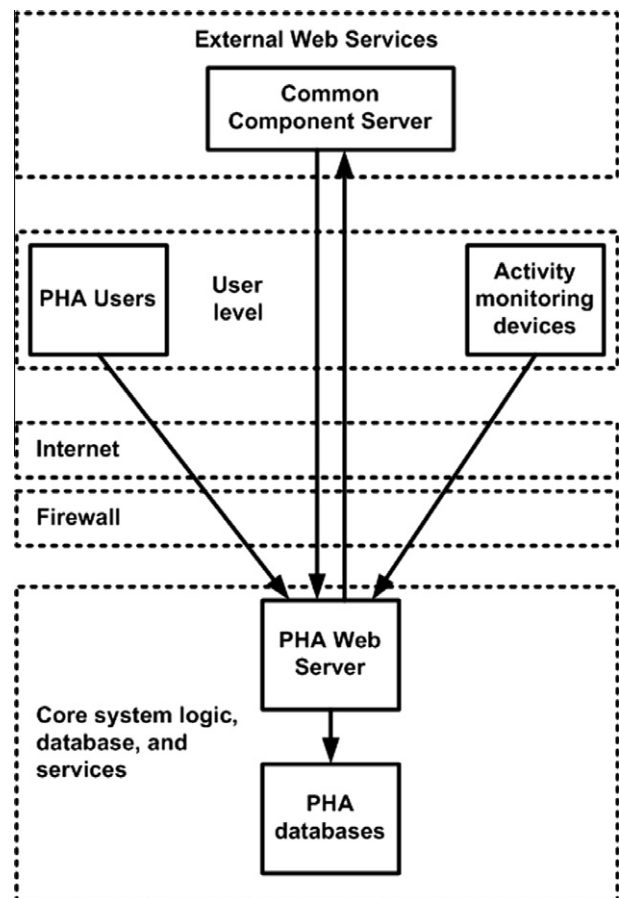 External Web Services
Common
Component Server
PHA Users
User
level
Activity
monitoring
devices
Internet
Firewall
PHA Web
Server
Core system logic,
database, and
services
PHA
databases